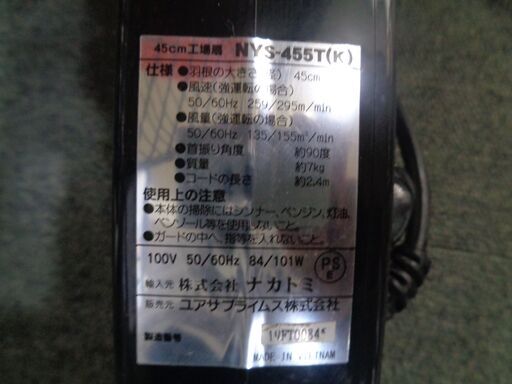 45cm工場扇 NYS-455T(K)
仕様 ●羽根の大きさ(径) 45cm
●風速(強運転の場合)
50/60Hz 259/295m/min
●風量(強運転の場合)
50/60Hz 135/155m³/min
●首振り角度 約90度
●質量 約7kg
●コードの長さ 約2.4m
使用上の注意
●本体の掃除にはシンナー、ベンジン、灯油、
ベンゾール等を使用しないこと。
●ガードの中へ、指等を入れないこと。
100V 50/60Hz 84/101W
PS
E
輸入元 株式会社 ナカトミ
販売元 ユアサプライムス株式会社
製造番号
MADE IN VIETNAM